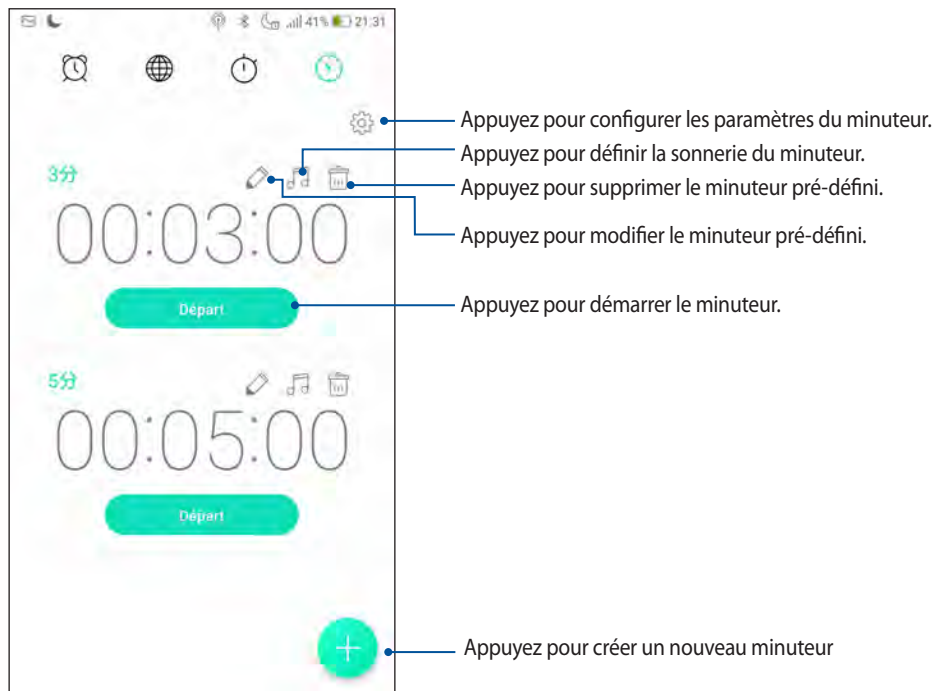 41% 21:31
Appuyez pour configurer les paramètres du minuteur.
Appuyez pour définir la sonnerie du minuteur.
3分
Appuyez pour supprimer le minuteur pré-défini.
00:03:00
Appuyez pour modifier le minuteur pré-défini.
Départ
Appuyez pour démarrer le minuteur.
5分
00:05:00
Départ
Appuyez pour créer un nouveau minuteur